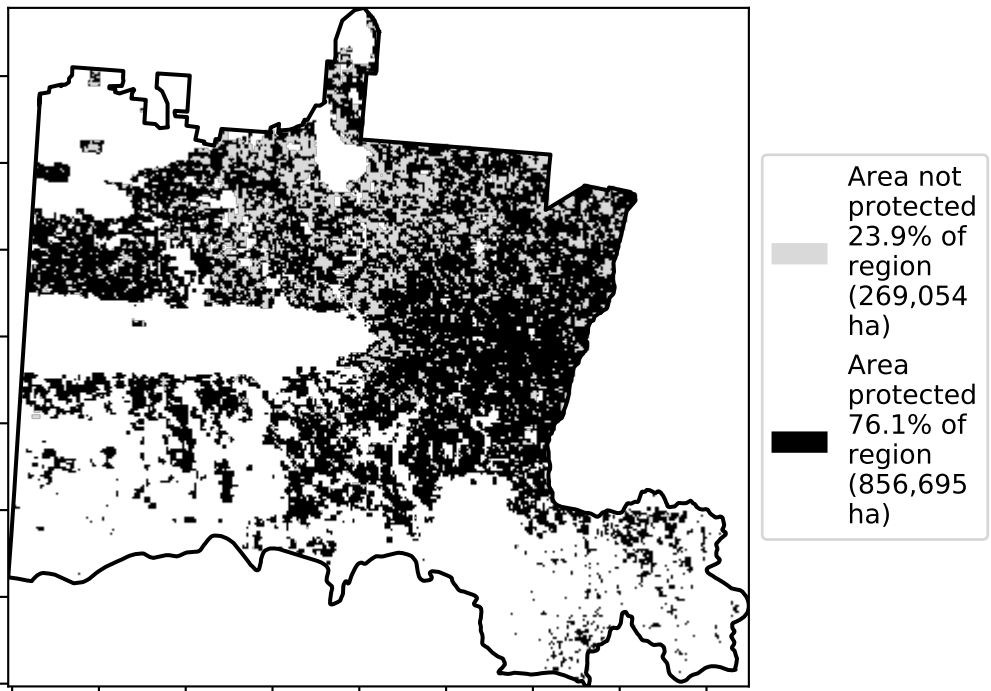 Area not
protected
23.9% of
region
(269,054
ha)
Area
protected
76.1% of
region
(856,695
ha)